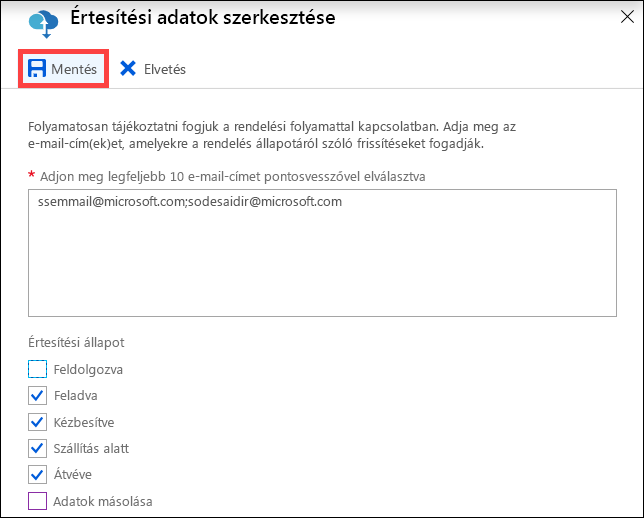 Értesítési adatok szerkesztése
Mentés
Elvetés
Folyamatosan tájékoztatni fogjuk a rendelési folyamattal kapcsolatban. Adja meg az
e-mail-cím(ek)et, amelyekre a rendelés állapotáról szóló frissítéseket fogadják.
* Adjon meg legfeljebb 10 e-mail-címet pontosvesszővel elválasztva
ssemmail@microsoft.com;sodesaidir@microsoft.com
Értesítési állapot
Feldolgozva
Feladva
Kézbesítve
Szállítás alatt
Átvéve
Adatok másolása